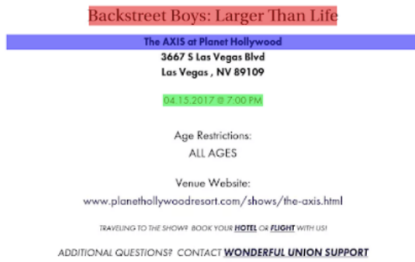 Backstreet Boys: Larger Than Life
The AXIS at Planet Hollywood
3667 S Las Vegas Blvd
Las Vegas , NV 89109
04.15.2017 @ 7:00 PM
Age Restrictions:
ALL AGES
Venue Website:
www.planethollywoodresort.com/shows/the-axis.html
TRAVELING TO THE SHOW? BOOK YOUR HOTEL OR FLIGHT WITH US!
ADDITIONAL QUESTIONS? CONTACT WONDERFUL UNION SUPPORT